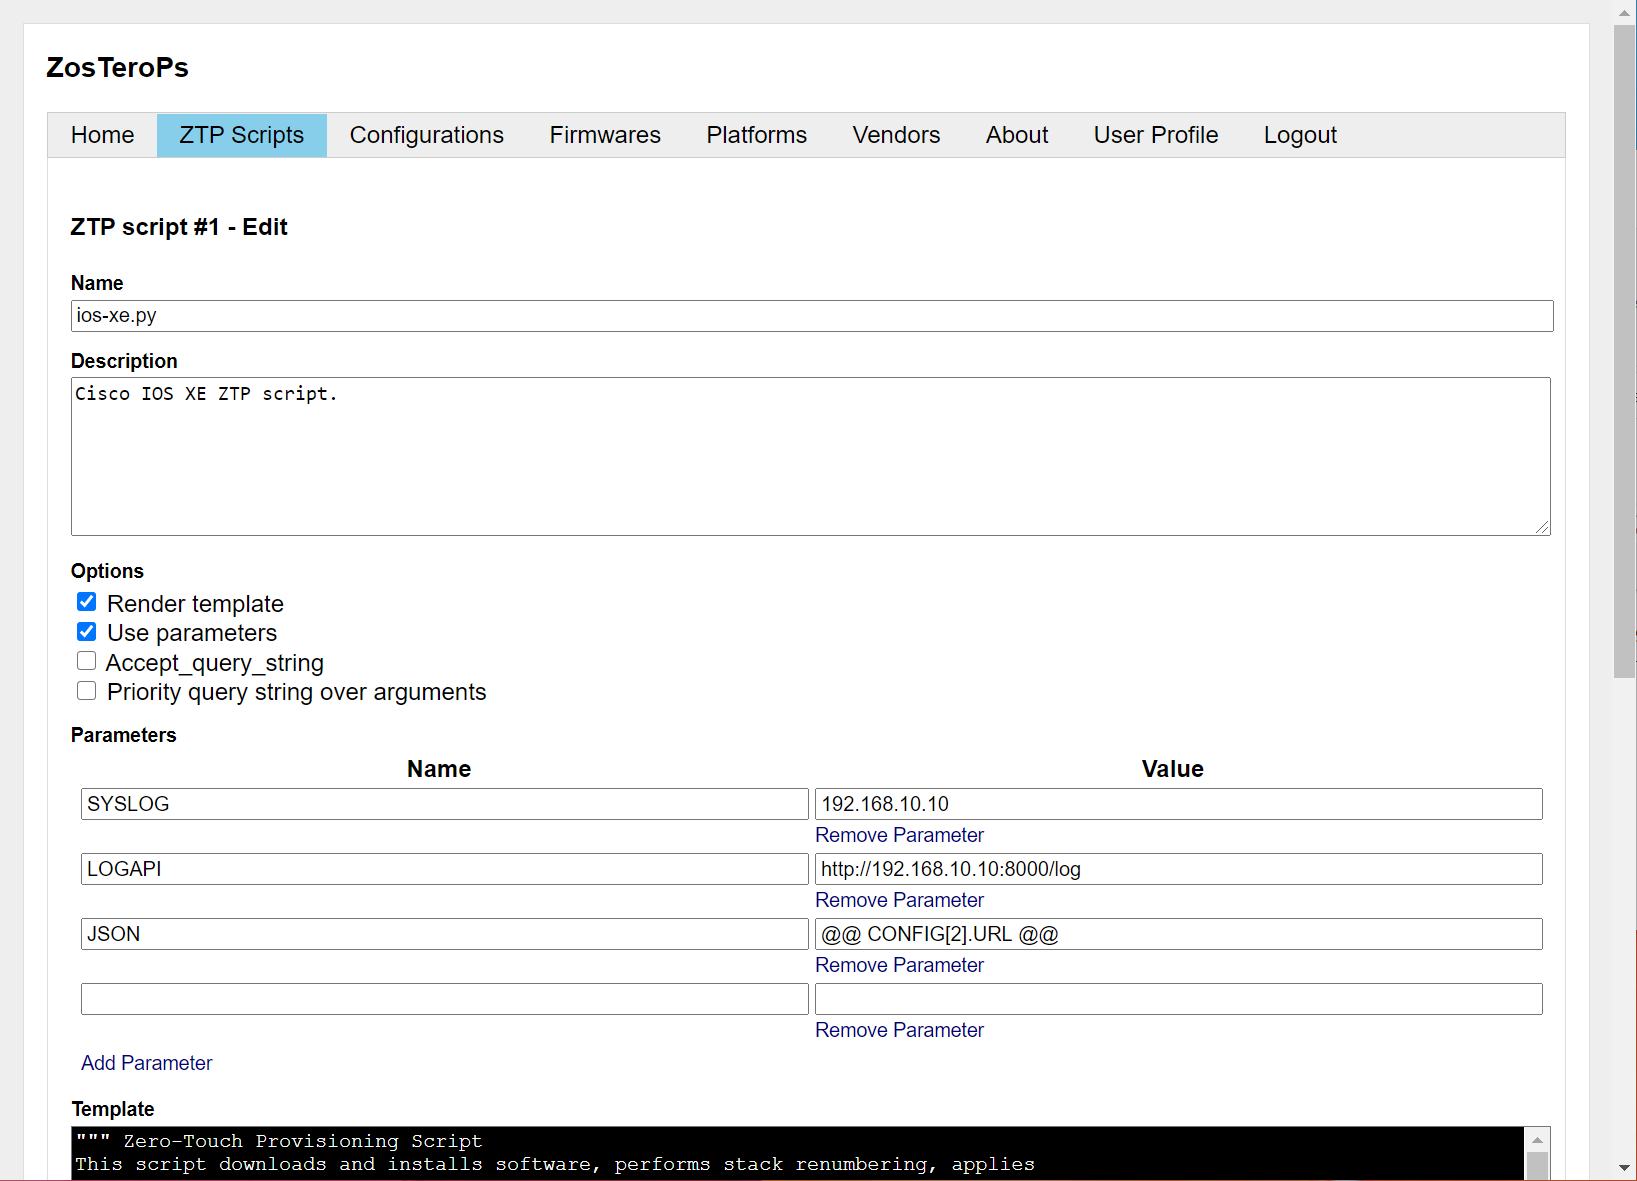 ZosTeroPs
Home ZTP Scripts Configurations Firmwares Platforms Vendors About User Profile Logout
ZTP script #1 - Edit
Name
ios-xe.py
Description
Cisco IOS XE ZTP script.
Options
Render template
Use parameters
Accept_query_string
Priority query string over arguments
Parameters
Name Value
SYSLOG 192.168.10.10
Remove Parameter
LOGAPI http://192.168.10.10:8000/log
Remove Parameter
JSON @@ CONFIG[2].URL @@
Remove Parameter
Remove Parameter
Add Parameter
Template
""" Zero-Touch Provisioning Script
This script downloads and installs software, performs stack renumbering, applies